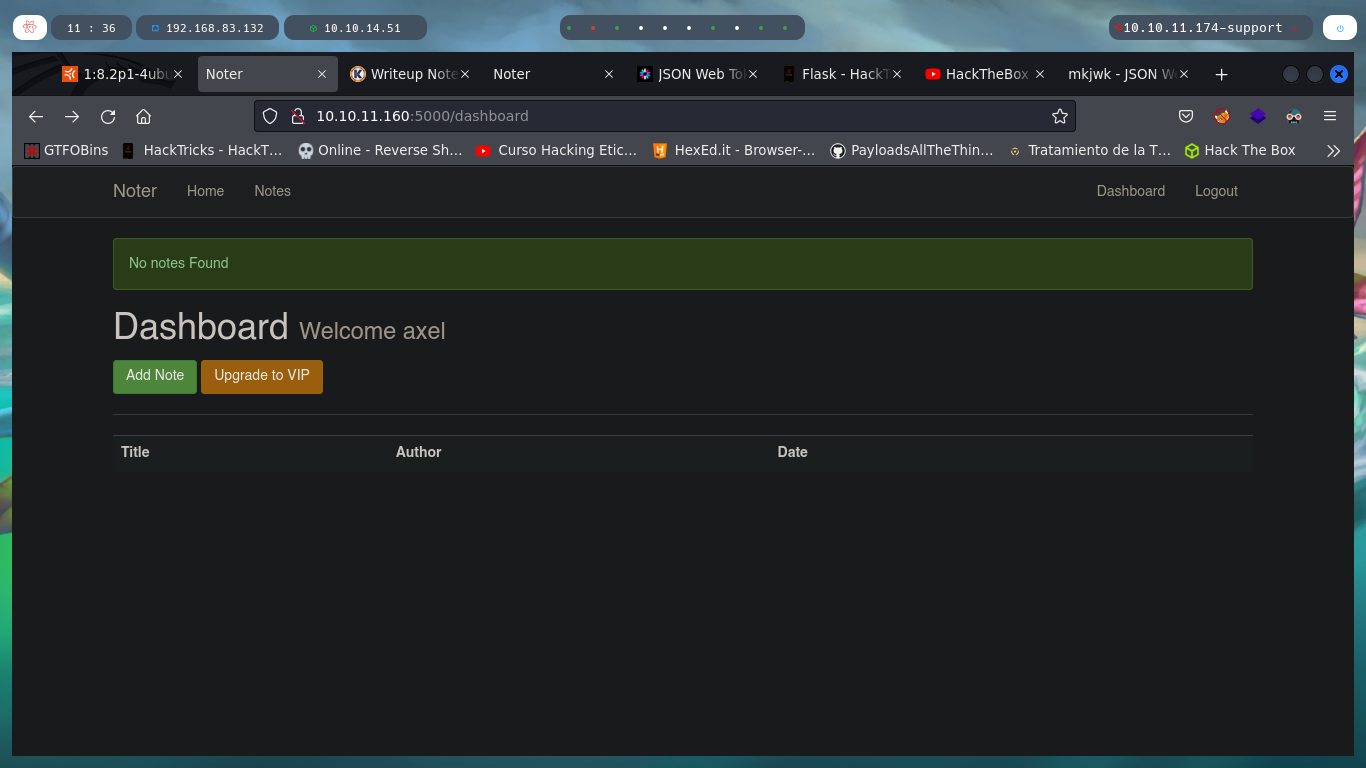 11 : 36
192.168.83.132
10.10.14.51
10.10.11.174-support
1:8.2p1-4ubu
Noter
Writeup Note
Noter
JSON Web To
Flask - HackT
HackTheBox
mkjwk - JSON W
10.10.11.160:5000/dashboard
GTFOBins
HackTricks - HackT...
Online - Reverse Sh...
Curso Hacking Etic...
HexEd.it - Browser-...
PayloadsAllTheThin...
Tratamiento de la T...
Hack The Box
Noter
Home
Notes
Dashboard
Logout
No notes Found
Dashboard Welcome axel
Add Note
Upgrade to VIP
Title Author Date